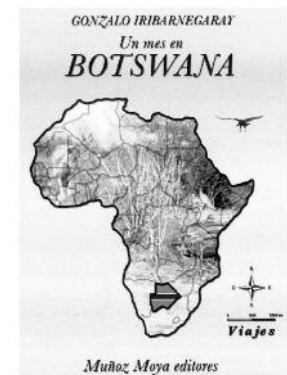 GONZALO IRIBARNEGARAY
Un mes en
BOTSWANA
Viajes
Muñoz Moya editores